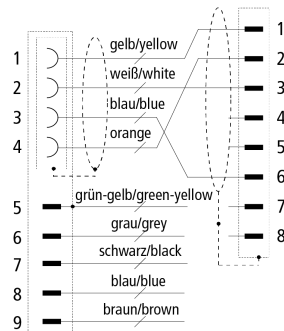 gelb/yellow
1
1
weiß/white
2
2
blau/blue
3
3
orange
4
4
5
6
grün-gelb/green-yellow
5
7
grau/grey
6
8
schwarz/black
7
blau/blue
8
braun/brown
9